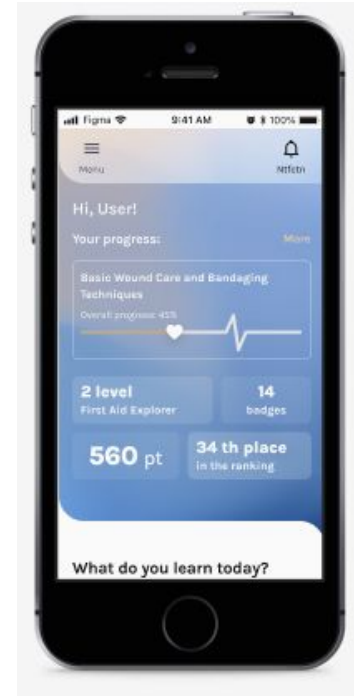 Figma 9:41 AM 100%
Menu Ntfctn
Hi, User!
Your progress: More
Basic Wound Care and Bandaging
Techniques
Overall progress: 45%
2 level 14
First Aid Explorer badges
560 pt 34 th place
in the ranking
What do you learn today?